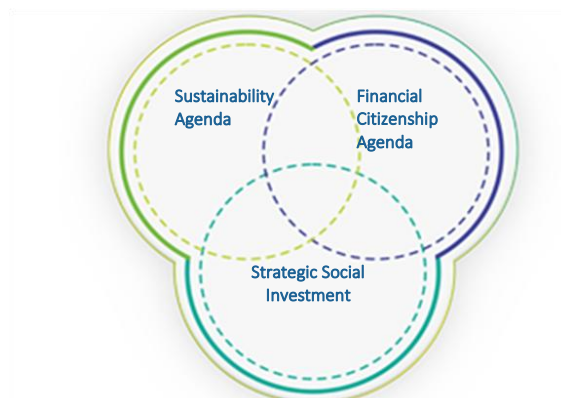 Sustainability
Agenda
Financial
Citizenship
Agenda
Strategic Social
Investment